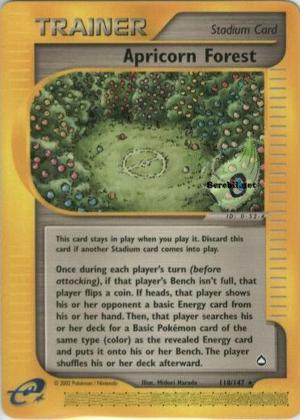 TRAINER
Stadium Card
Apricorn Forest
Serebii.net
This card stays in play when you play it. Discard this
card if another Stadium card comes into play.
Once during each player's turn (before
attacking), if that player's Bench isn't full, that
player flips a coin. If heads, that player shows
his or her opponent a basic Energy card from
his or her hand. Then, that player searches his
or her deck for a Basic Pokémon card of the
same type (color) as the revealed Energy
card and puts it onto his or her Bench. The player
shuffles his or her deck afterward.
e
© 2002 Pokémon / Nintendo
Illus. Midori Harada
118/147